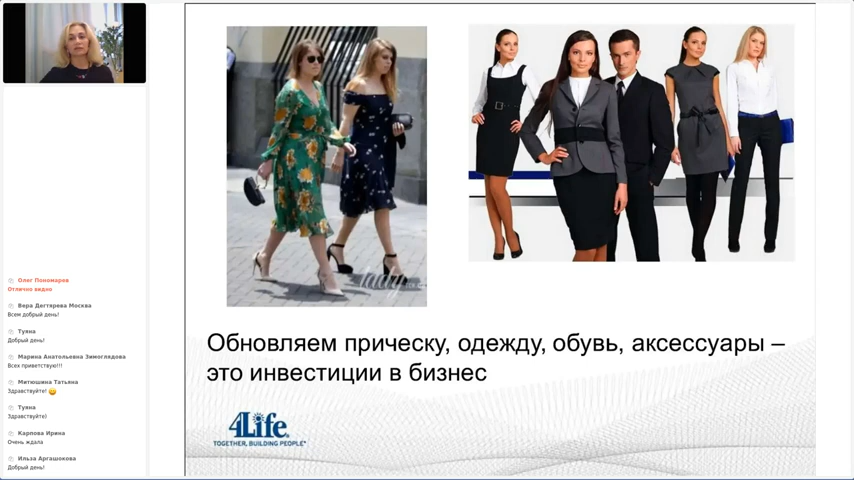 Олег Пономарев
Отлично видно
Вера Дегтярева Москва
Всем добрый день!
Туяна
Добрый день!
Марина Анатольевна Зимоглядова
Всех приветствую!!!
Митюшина Татьяна
Здравствуйте! 😄
Туяна
Здравствуйте)
Карпова Ирина
Очень ждала
Ильза Аргашокова
Добрый день!
lady
Обновляем прическу, одежду, обувь, аксессуары –
это инвестиции в бизнес
4Life®
TOGETHER, BUILDING PEOPLE®